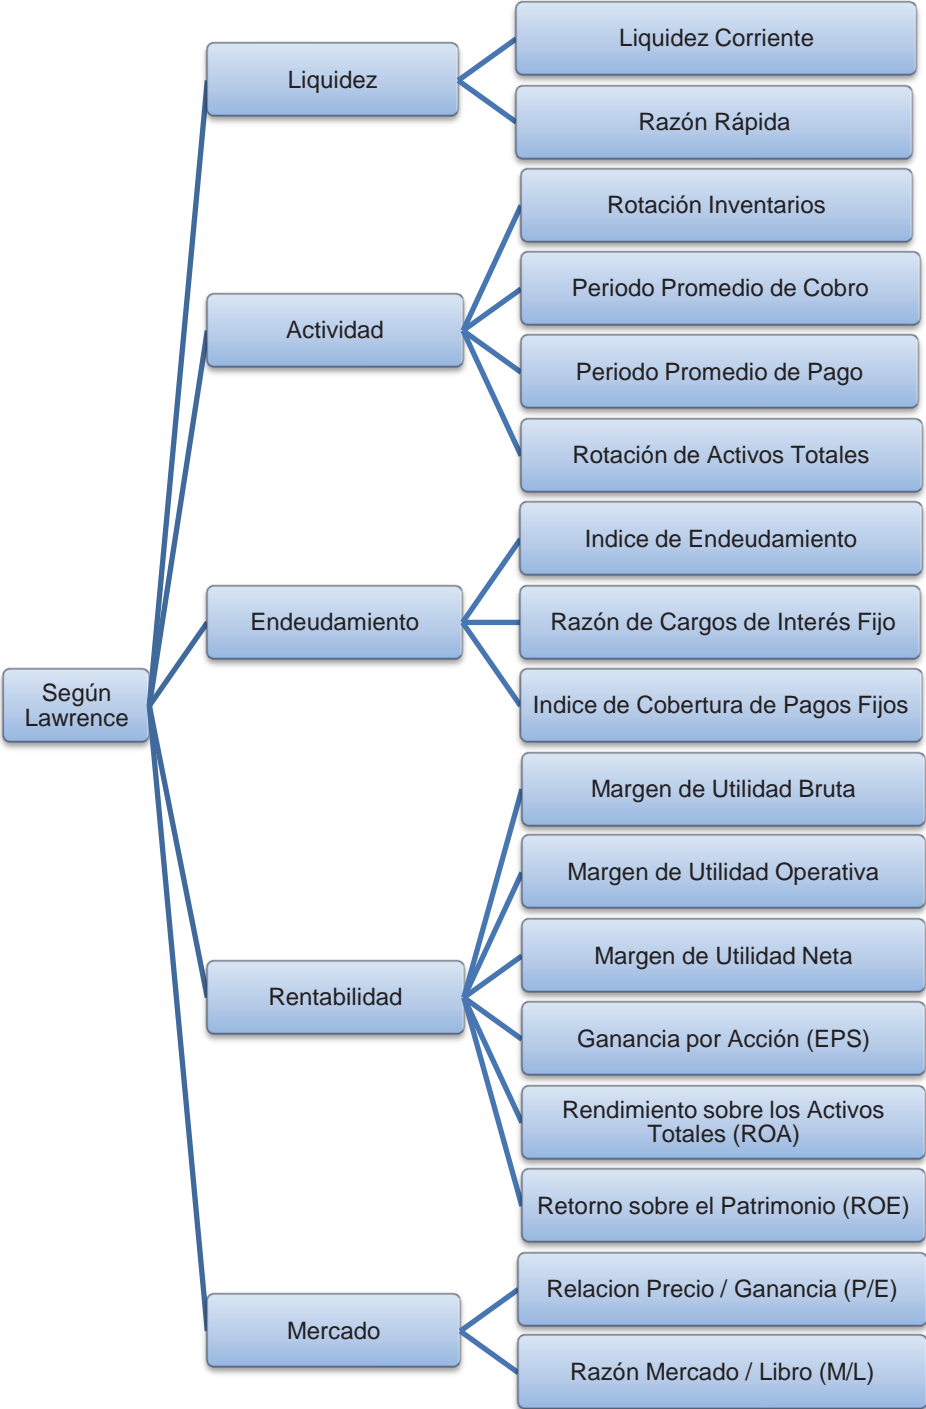 Según
Lawrence
Liquidez
Liquidez Corriente
Razón Rápida
Actividad
Rotación Inventarios
Periodo Promedio de Cobro
Periodo Promedio de Pago
Rotación de Activos Totales
Endeudamiento
Indice de Endeudamiento
Razón de Cargos de Interés Fijo
Indice de Cobertura de Pagos Fijos
Rentabilidad
Margen de Utilidad Bruta
Margen de Utilidad Operativa
Margen de Utilidad Neta
Ganancia por Acción (EPS)
Rendimiento sobre los Activos
Totales (ROA)
Retorno sobre el Patrimonio (ROE)
Mercado
Relacion Precio / Ganancia (P/E)
Razón Mercado / Libro (M/L)